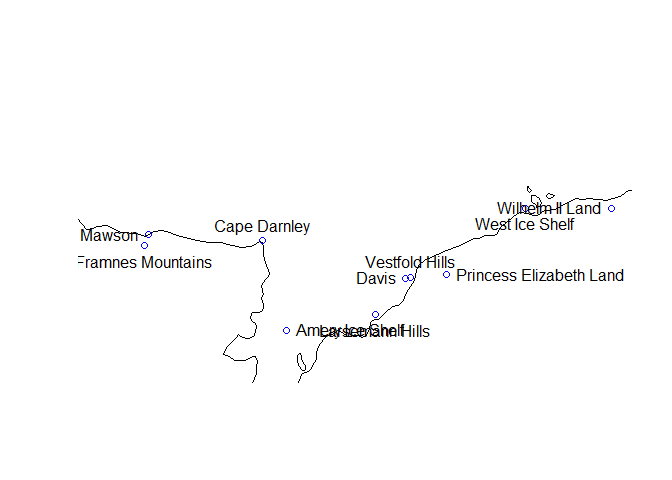 Wilhelm II Land
West Ice Shelf
Cape Darnley
Mawson
Framnes Mountains
Vestfold Hills
Davis
Princess Elizabeth Land
Amery Ice Shelf
Larsemann Hills